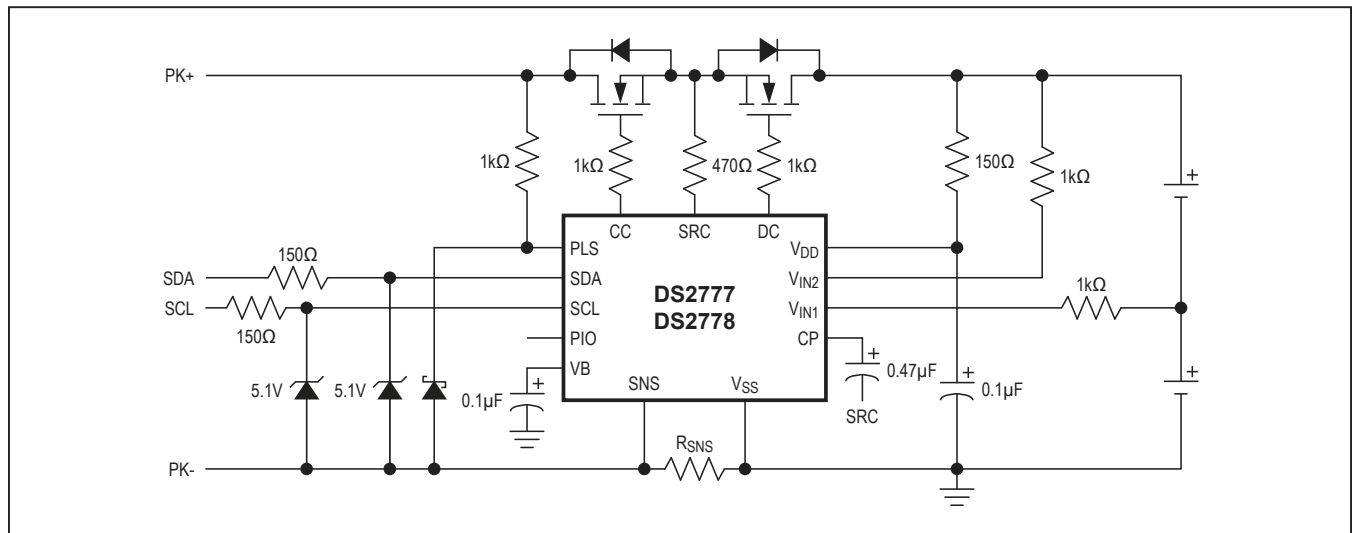 PK+
1kΩ
1kΩ
470Ω
1kΩ
150Ω
1kΩ
+
CC
SRC
DC
PLS
VDD
SDA
150Ω
SDA
VIN2
SCL
150Ω
SCL
DS2777
DS2778
VIN1
1kΩ
PIO
CP
VB
+
0.47µF
SRC
5.1V
5.1V
0.1µF
+
SNS
VSS
+
0.1µF
+
RSNS
PK-